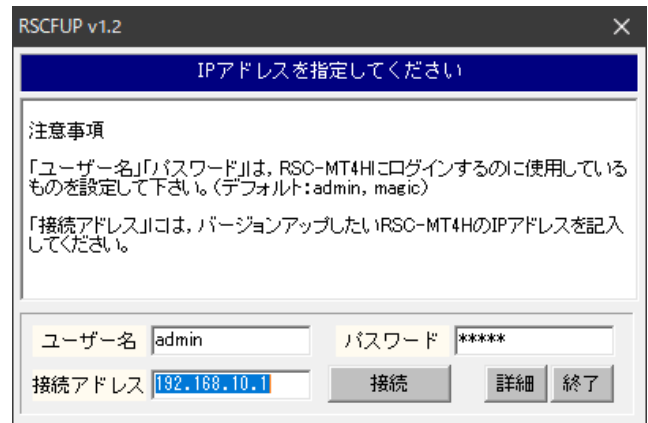 RSCFUP v1.2
IPアドレスを指定してください
注意事項
「ユーザー名」「パスワード」は, RSC-MT4Hにログインするのに使用している
ものを設定して下さい。(デフォルト:admin, magic)
「接続アドレス」には, バージョンアップしたいRSC-MT4HのIPアドレスを記入
してください。
ユーザー名 admin パスワード *****
接続アドレス 192.168.10.1 接続 詳細 終了